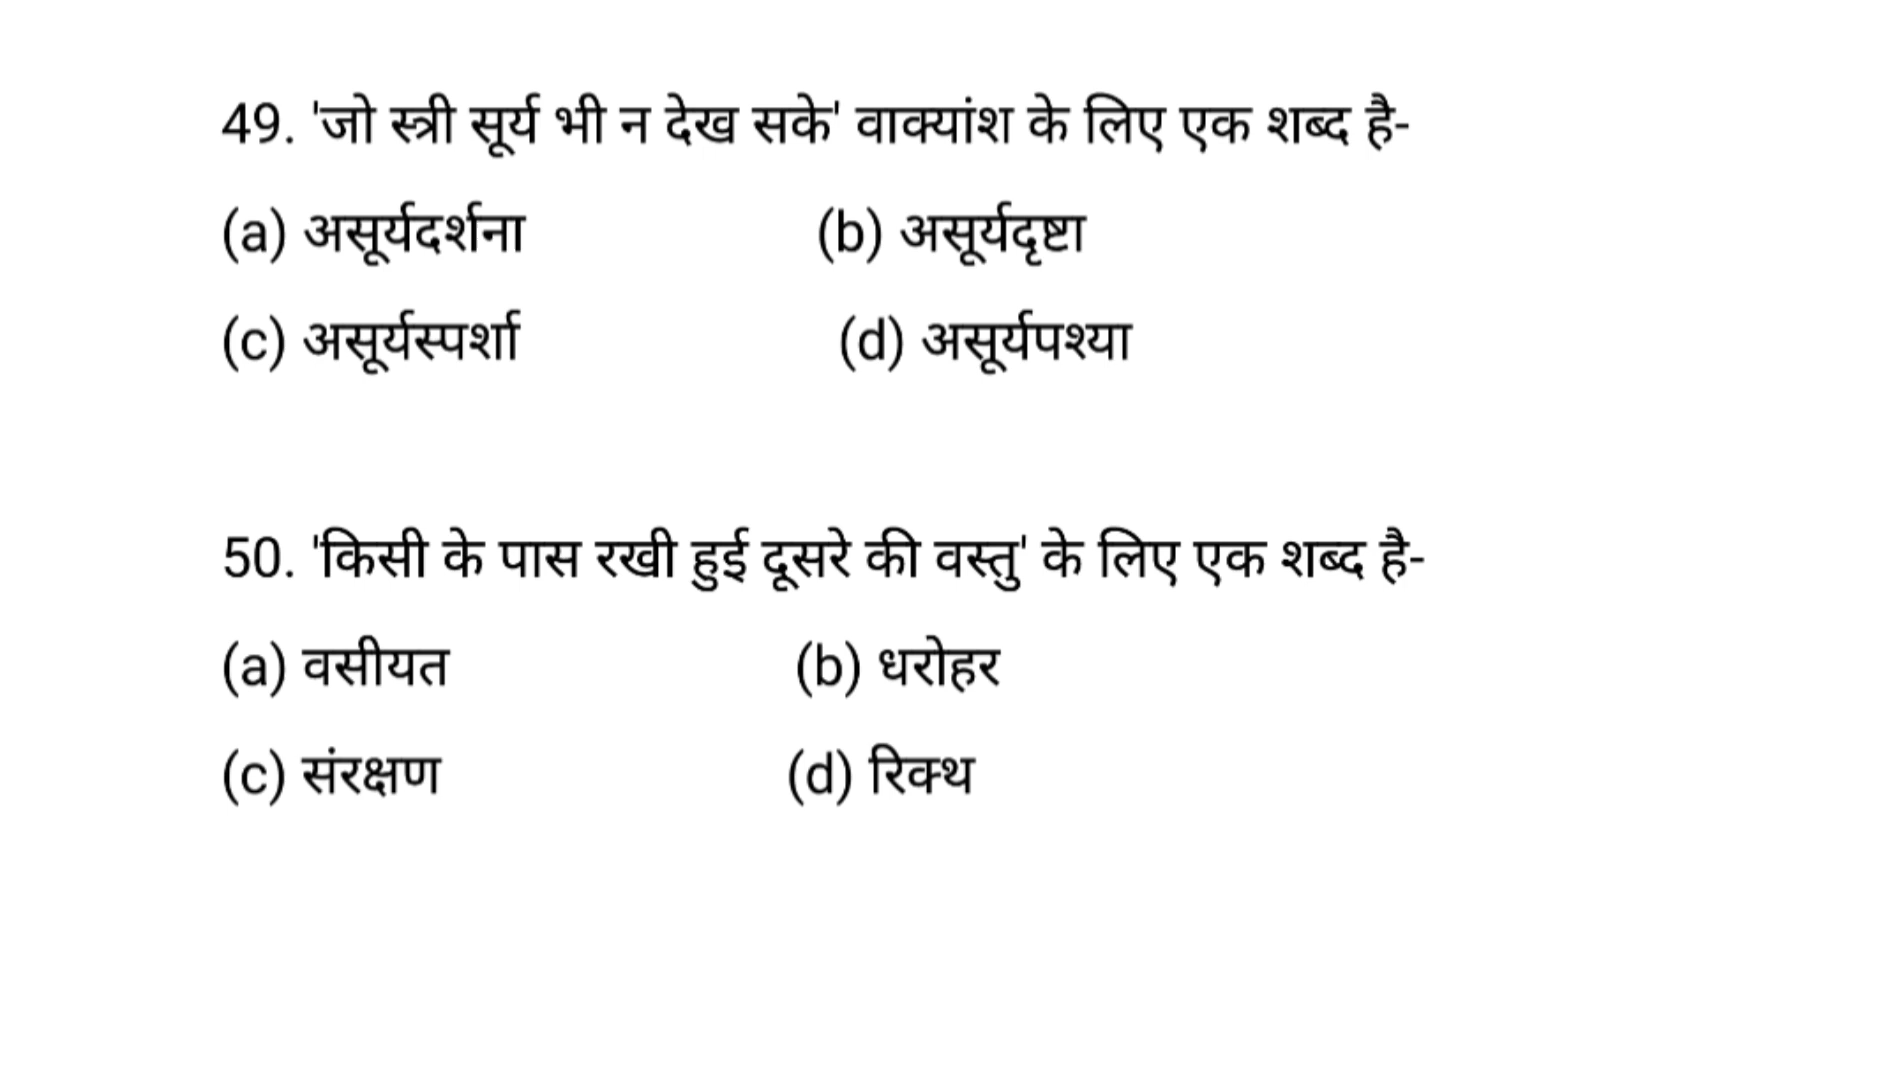 49. 'जो स्त्री सूर्य भी न देख सके' वाक्यांश के लिए एक शब्द है-
(a) असूर्यदर्शना (b) असूर्यदृष्टा
(c) असूर्यस्पर्शा (d) असूर्यपश्या
50. 'किसी के पास रखी हुई दूसरे की वस्तु' के लिए एक शब्द है-
(a) वसीयत (b) धरोहर
(c) संरक्षण (d) रिक्थ